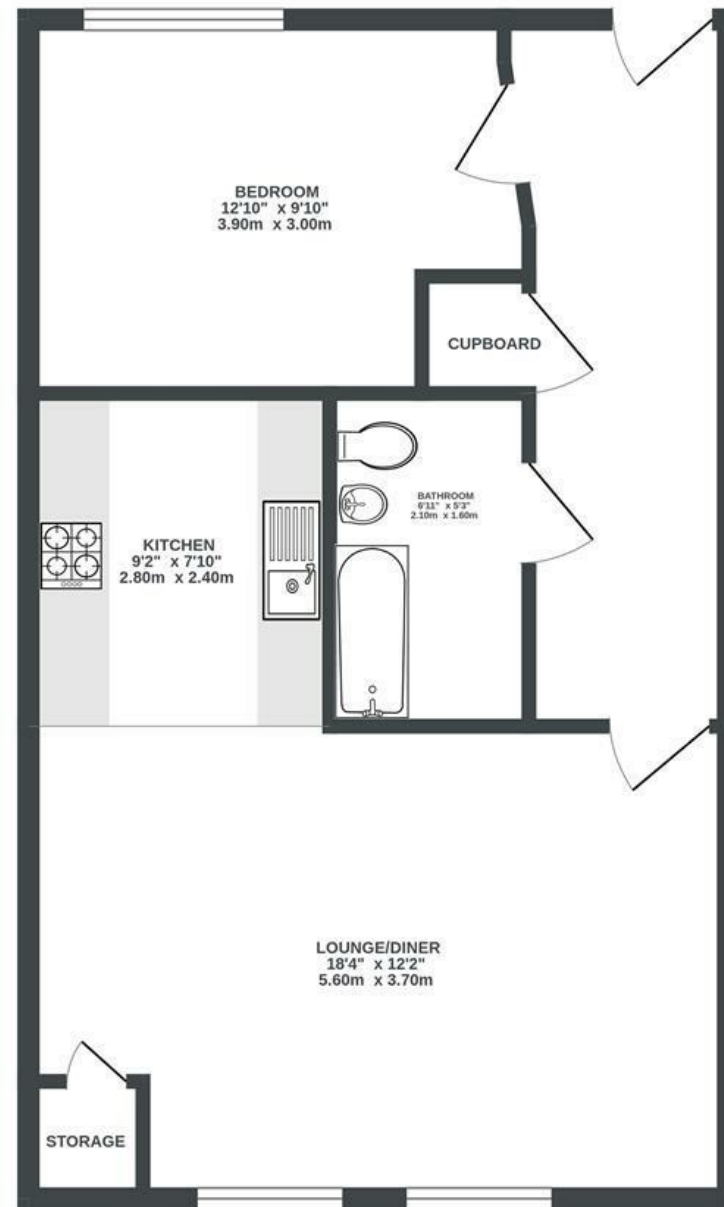 BEDROOM
12'10" x 9'10"
3.90m x 3.00m
CUPBOARD
BATHROOM
6'11" x 5'3"
2.10m x 1.60m
KITCHEN
9'2" x 7'10"
2.80m x 2.40m
LOUNGE/DINER
18'4" x 12'2"
5.60m x 3.70m
STORAGE